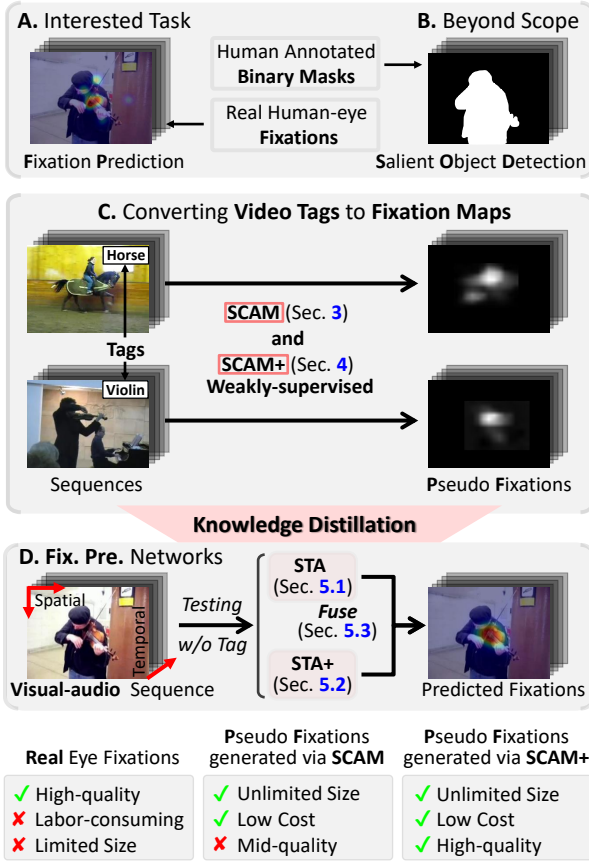 A. Interested Task
B. Beyond Scope
Human Annotated
Binary Masks
Real Human-eye
Fixations
Fixation Prediction
Salient Object Detection
C. Converting Video Tags to Fixation Maps
Horse
SCAM (Sec. 3)
and
SCAM+ (Sec. 4)
Weakly-supervised
Tags
Violin
Sequences
Pseudo Fixations
Knowledge Distillation
D. Fix. Pre. Networks
Spatial
Temporal
Visual-audio Sequence
Testing
w/o Tag
STA
(Sec. 5.1)
Fuse
(Sec. 5.3)
STA+
(Sec. 5.2)
Predicted Fixations
Real Eye Fixations
✓ High-quality
✘ Labor-consuming
✘ Limited Size
Pseudo Fixations
generated via SCAM
✓ Unlimited Size
✓ Low Cost
✘ Mid-quality
Pseudo Fixations
generated via SCAM+
✓ Unlimited Size
✓ Low Cost
✓ High-quality